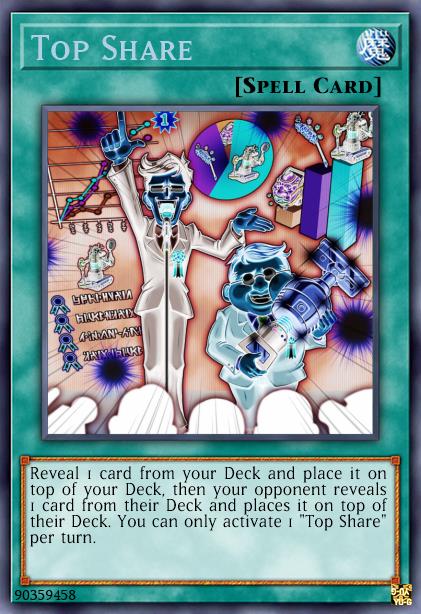 Top Share
魔
[Spell Card]
1
Reveal 1 card from your Deck and place it on
top of your Deck, then your opponent reveals
1 card from their Deck and places it on top of
their Deck. You can only activate 1 "Top Share"
per turn.
90359458